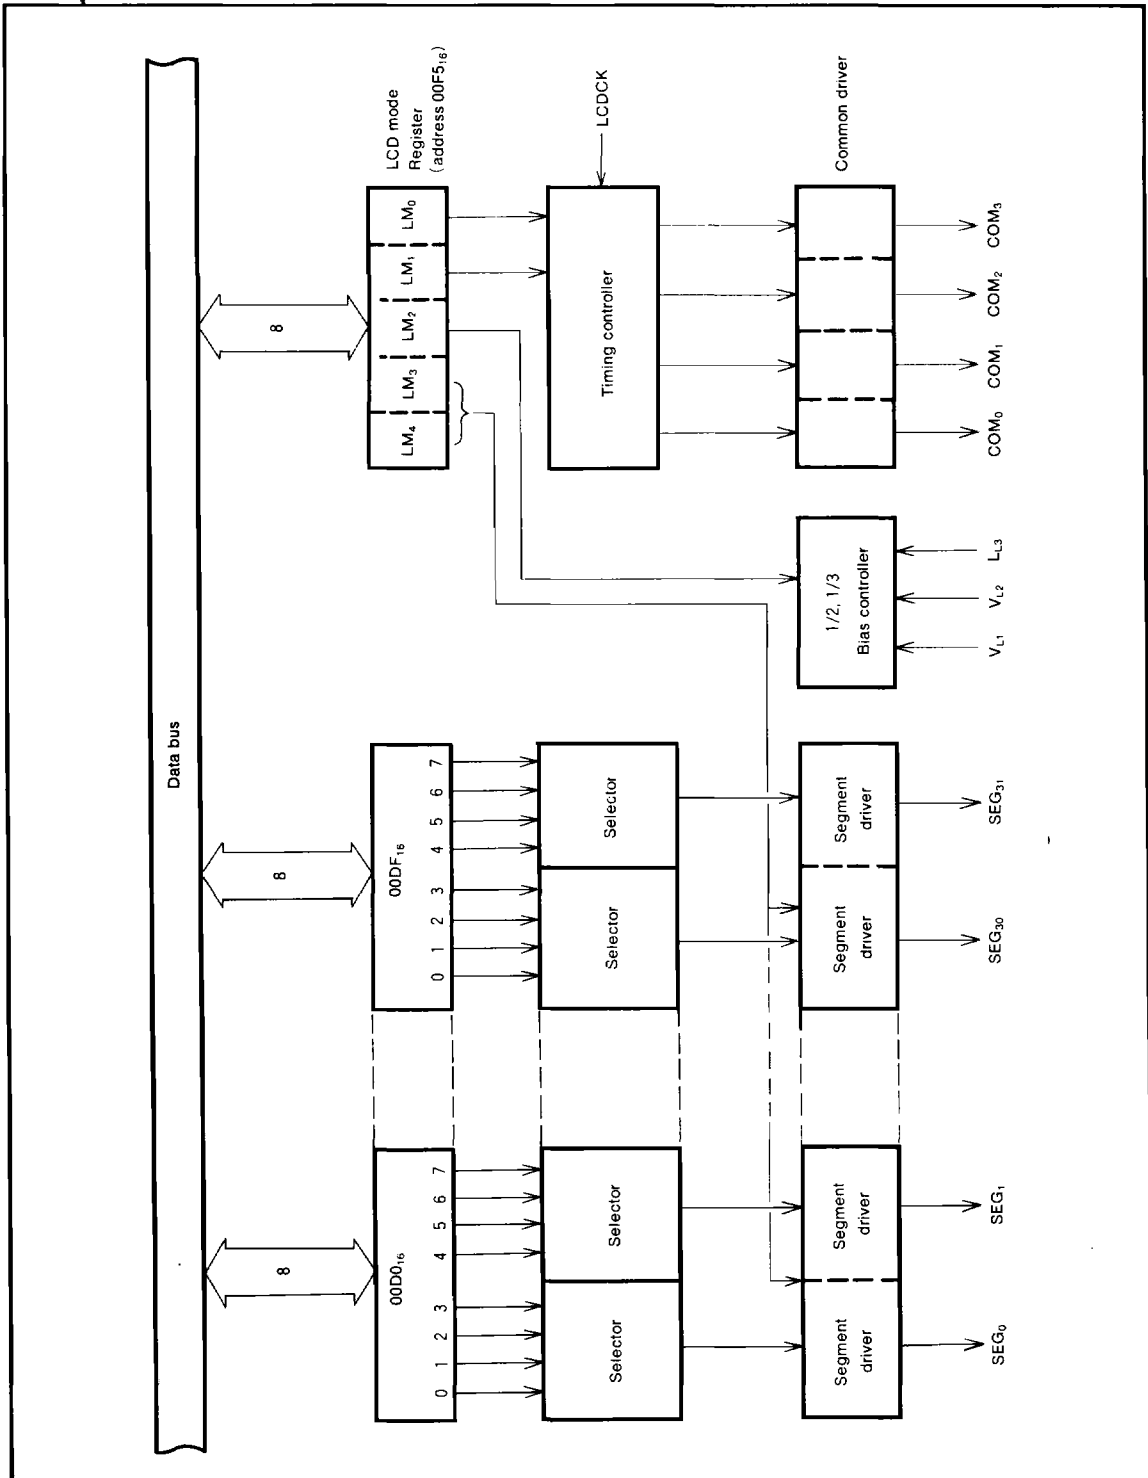 Data bus
8
8
8
LCD mode
Register
(address 00F5₁₆)
00D0₁₆
00DF₁₆
LM₄ LM₃ LM₂ LM₁ LM₀
0 1 2 3 4 5 6 7
0 1 2 3 4 5 6 7
Selector
Selector
Selector
Selector
Timing controller
LCDCK
Segment
driver
Segment
driver
Segment
driver
Segment
driver
1/2, 1/3
Bias controller
Common driver
SEG₀
SEG₁
SEG₃₀
SEG₃₁
V_L1
V_L2
L_L3
COM₀
COM₁
COM₂
COM₃